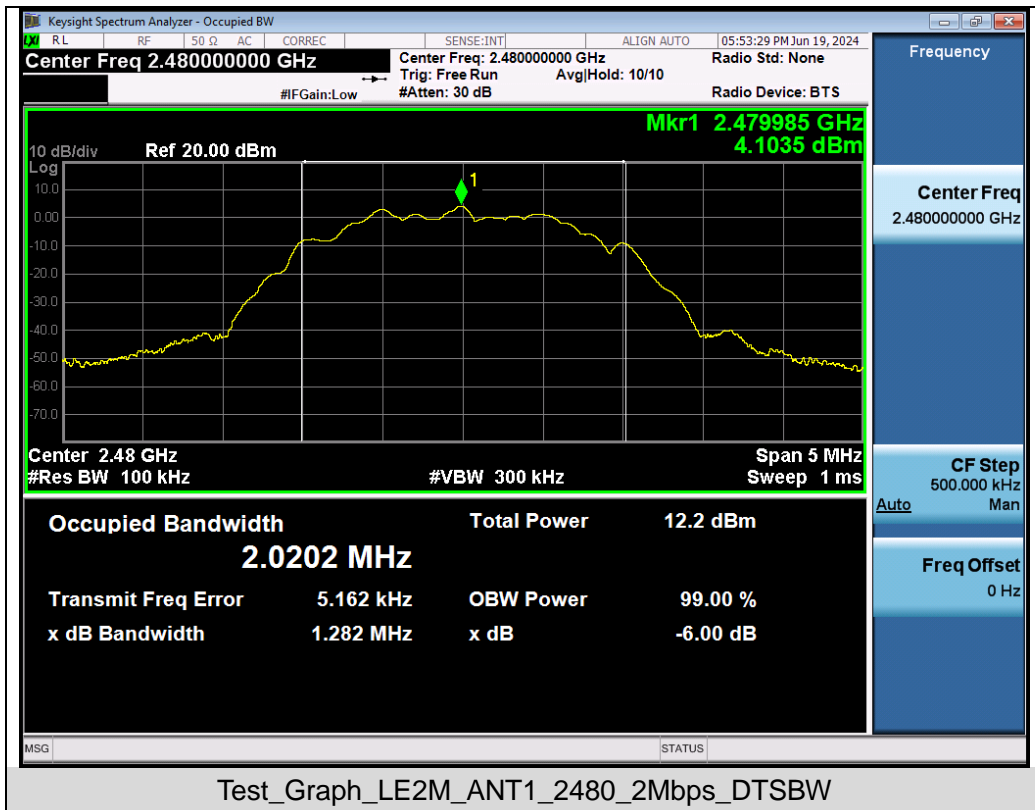 Keysight Spectrum Analyzer - Occupied BW
LXI RL RF 50 Ω AC CORREC SENSE:INT ALIGN AUTO 05:53:29 PM Jun 19, 2024
Center Freq 2.480000000 GHz
Center Freq: 2.480000000 GHz
Radio Std: None
Trig: Free Run Avg|Hold: 10/10
#IFGain:Low #Atten: 30 dB Radio Device: BTS
Mkr1 2.479985 GHz
4.1035 dBm
10 dB/div Ref 20.00 dBm
Log
10.0
0.00
-10.0
-20.0
-30.0
-40.0
-50.0
-60.0
-70.0
1
Center 2.48 GHz Span 5 MHz
#Res BW 100 kHz #VBW 300 kHz Sweep 1 ms
Occupied Bandwidth Total Power 12.2 dBm
2.0202 MHz
Transmit Freq Error 5.162 kHz OBW Power 99.00 %
x dB Bandwidth 1.282 MHz x dB -6.00 dB
Frequency
Center Freq
2.480000000 GHz
CF Step
500.000 kHz
Auto Man
Freq Offset
0 Hz
MSG STATUS
Test_Graph_LE2M_ANT1_2480_2Mbps_DTSBW